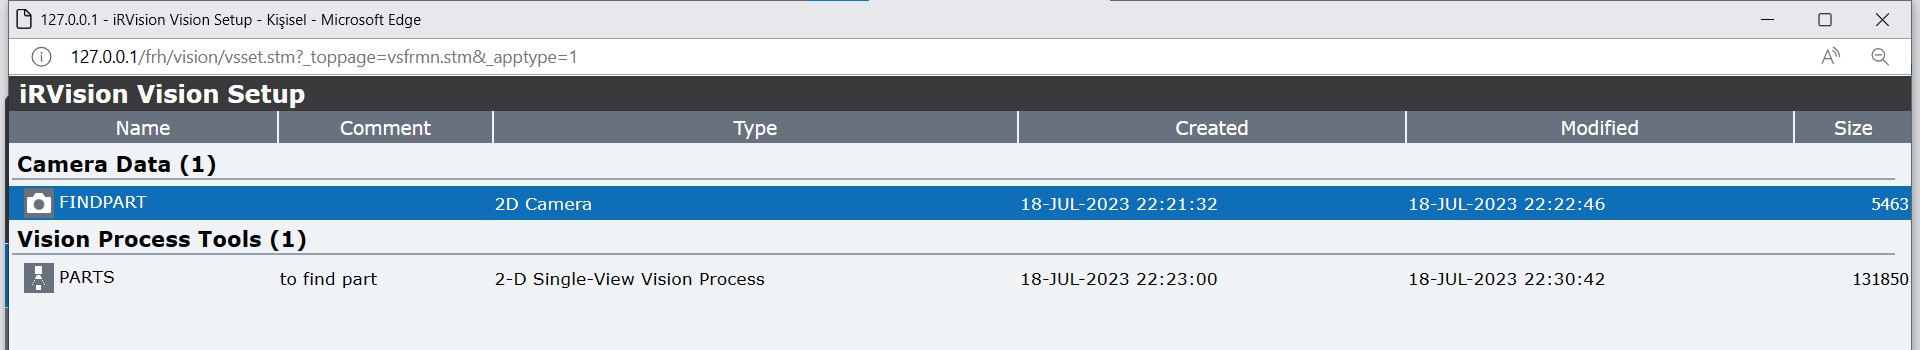 127.0.0.1 - iRVision Vision Setup - Kişisel - Microsoft Edge
127.0.0.1/frh/vision/vsset.stm?_toppage=vsfrmn.stm&_apptype=1
iRVision Vision Setup
Name Comment Type Created Modified Size
Camera Data (1)
FINDPART 2D Camera 18-JUL-2023 22:21:32 18-JUL-2023 22:22:46 5463
Vision Process Tools (1)
PARTS to find part 2-D Single-View Vision Process 18-JUL-2023 22:23:00 18-JUL-2023 22:30:42 131850